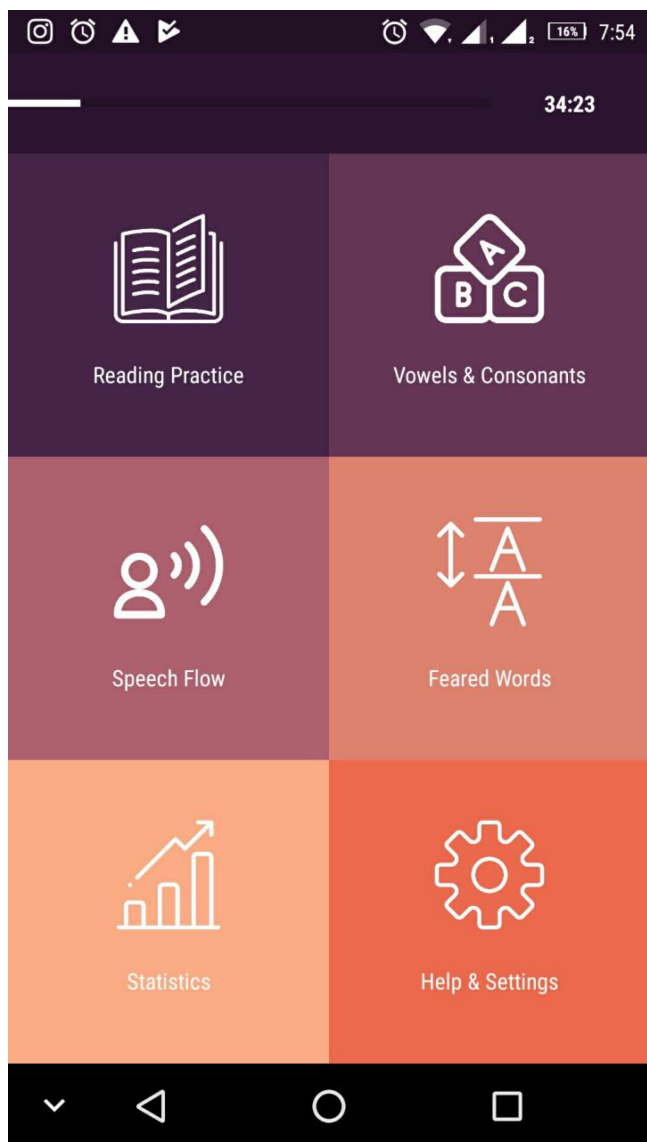 16% 7:54
34:23
A
B C
Reading Practice
Vowels & Consonants
Speech Flow
A
A
Feared Words
Statistics
Help & Settings